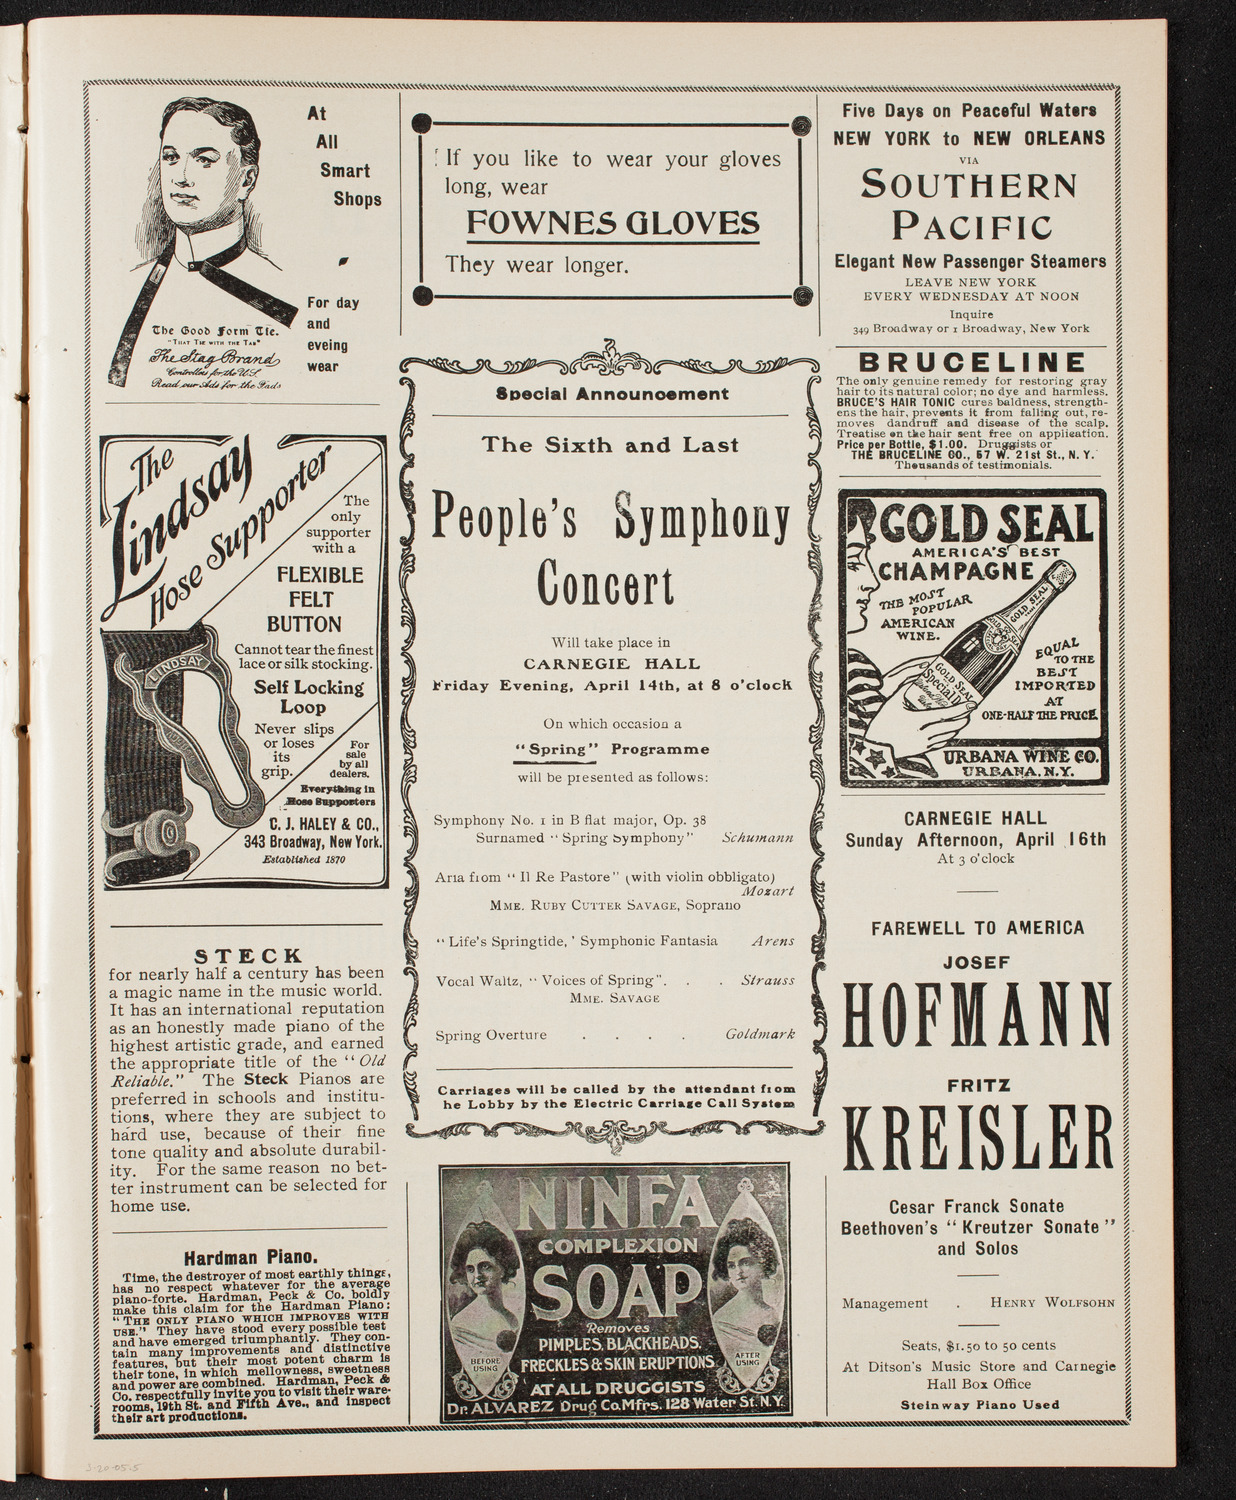 At
All
Smart
Shops
For day
and
eveing
wear
The Good Form Tie.
"THAT TIE WITH THE TAB"
The Stag Brand
Controllers for the U.S.
Read our Ads for the Fads
The
Lindsay
Hose Supporter
The
only
supporter
with a
FLEXIBLE
FELT
BUTTON
Cannot tear the finest
lace or silk stocking.
Self Locking
Loop
Never slips
or loses
its
grip.
For
sale
by all
dealers.
Everything in
Hose Supporters
LINDSAY
C. J. HALEY & CO.,
343 Broadway, New York.
Established 1870
STECK
for nearly half a century has been
a magic name in the music world.
It has an international reputation
as an honestly made piano of the
highest artistic grade, and earned
the appropriate title of the "Old
Reliable." The Steck Pianos are
preferred in schools and institu-
tions, where they are subject to
hard use, because of their fine
tone quality and absolute durabil-
ity. For the same reason no bet-
ter instrument can be selected for
home use.
Hardman Piano.
Time, the destroyer of most earthly things,
has no respect whatever for the average
piano-forte. Hardman, Peck & Co. boldly
make this claim for the Hardman Piano:
"THE ONLY PIANO WHICH IMPROVES WITH
USE." They have stood every possible test
and have emerged triumphantly. They con-
tain many improvements and distinctive
features, but their most potent charm is
their tone, in which mellowness, sweetness
and power are combined. Hardman, Peck &
Co. respectfully invite you to visit their ware-
rooms, 19th St. and Fifth Ave., and inspect
their art productions.
If you like to wear your gloves
long, wear
FOWNES GLOVES
They wear longer.
Special Announcement
The Sixth and Last
People's Symphony
Concert
Will take place in
CARNEGIE HALL
Friday Evening, April 14th, at 8 o'clock
On which occasion a
"Spring" Programme
will be presented as follows:
Symphony No. 1 in B flat major, Op. 38
Surnamed "Spring Symphony" Schumann
Aria from "Il Re Pastore" (with violin obbligato)
Mozart
MME. RUBY CUTTER SAVAGE, Soprano
"Life's Springtide,' Symphonic Fantasia Arens
Vocal Waltz, "Voices of Spring". . . Strauss
MME. SAVAGE
Spring Overture . . . . Goldmark
Carriages will be called by the attendant from
he Lobby by the Electric Carriage Call System
NINFA
COMPLEXION
SOAP
Removes
PIMPLES, BLACKHEADS,
FRECKLES & SKIN ERUPTIONS
BEFORE
USING
AFTER
USING
AT ALL DRUGGISTS
Dr. ALVAREZ Drug Co. Mfrs. 128 Water St. N.Y.
Five Days on Peaceful Waters
NEW YORK to NEW ORLEANS
VIA
SOUTHERN
PACIFIC
Elegant New Passenger Steamers
LEAVE NEW YORK
EVERY WEDNESDAY AT NOON
Inquire
349 Broadway or 1 Broadway, New York
BRUCELINE
The only genuine remedy for restoring gray
hair to its natural color; no dye and harmless.
BRUCE'S HAIR TONIC cures baldness, strength-
ens the hair, prevents it from falling out, re-
moves dandruff and disease of the scalp.
Treatise on the hair sent free on application.
Price per Bottle, $1.00. Druggists or
THE BRUCELINE CO., 57 W. 21st St., N. Y.
Thousands of testimonials.
GOLD SEAL
AMERICA'S BEST
CHAMPAGNE
THE MOST
POPULAR
AMERICAN
WINE.
GOLD SEAL
GOLD SEAL
Special Dry
EQUAL
TO THE
BEST
IMPORTED
AT
ONE-HALF THE PRICE.
URBANA WINE CO.
URBANA, N.Y.
CARNEGIE HALL
Sunday Afternoon, April 16th
At 3 o'clock
FAREWELL TO AMERICA
JOSEF
HOFMANN
FRITZ
KREISLER
Cesar Franck Sonate
Beethoven's "Kreutzer Sonate"
and Solos
Management . HENRY WOLFSOHN
Seats, $1.50 to 50 cents
At Ditson's Music Store and Carnegie
Hall Box Office
Steinway Piano Used
3-20-05-5